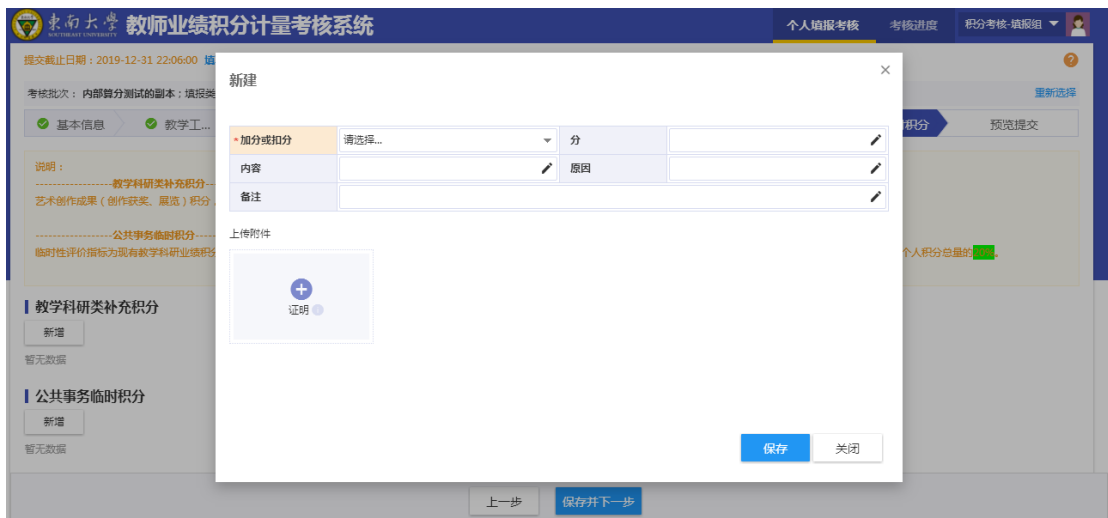 東南大學 教师业绩积分计量考核系统 个人填报考核 考核进度 积分考核-填报组
SOUTHEAST UNIVERSITY
提交截止日期：2019-12-31 22:06:00 填
考核批次：内部算分测试的副本；填报类 重新选择
基本信息 教学工... 积分 预览提交
说明：
------------------教学科研类补充积分--
艺术创作成果（创作获奖、展览）积分
------------------公共事务临时积分-----
临时性评价指标为现有教学科研业绩积分 个人积分总量的
教学科研类补充积分
新增
暂无数据
公共事务临时积分
新增
暂无数据
新建 ×
*加分或扣分 请选择... 分
内容 原因
备注
上传附件
证明
保存 关闭
上一步 保存并下一步